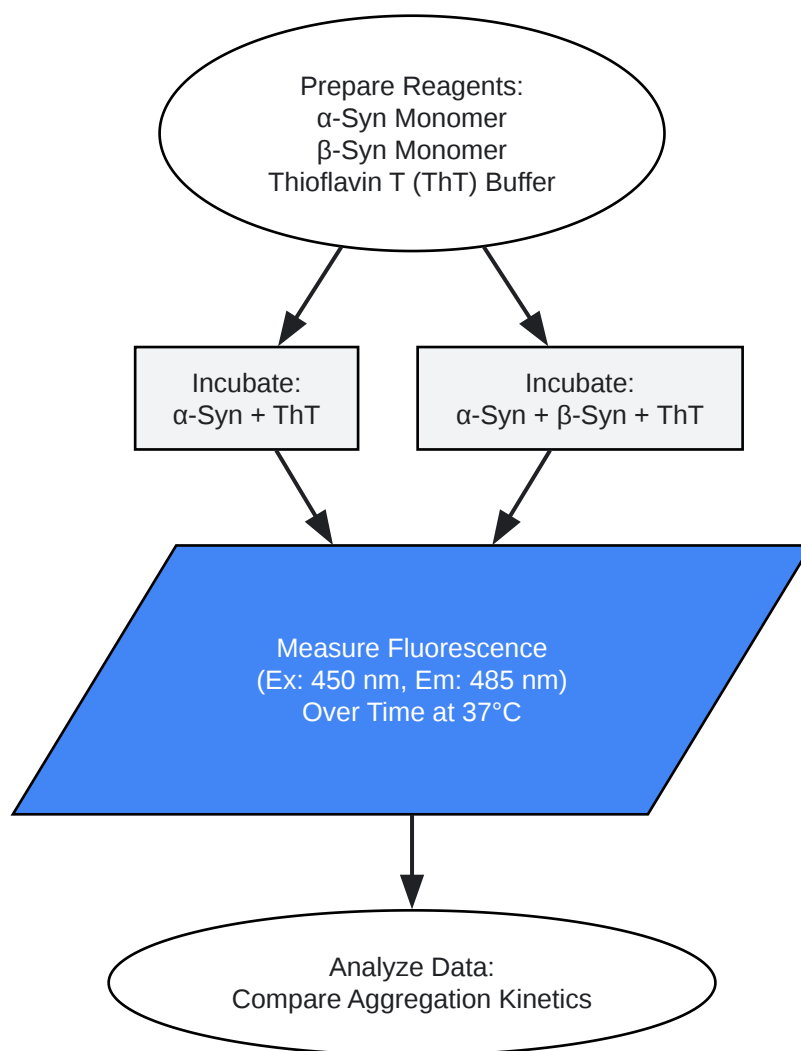 Prepare Reagents:
α-Syn Monomer
β-Syn Monomer
Thioflavin T (ThT) Buffer
Incubate:
α-Syn + ThT
Incubate:
α-Syn + β-Syn + ThT
Measure Fluorescence
(Ex: 450 nm, Em: 485 nm)
Over Time at 37°C
Analyze Data:
Compare Aggregation Kinetics